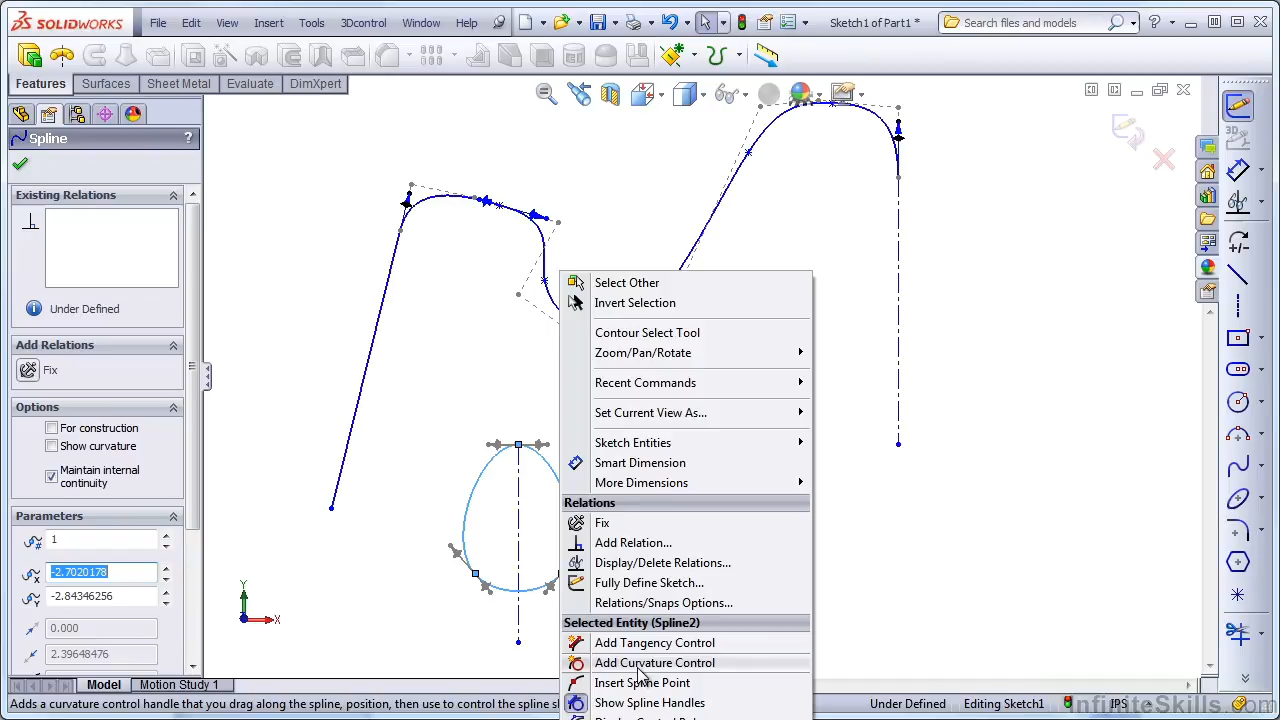 SOLIDWORKS
File
Edit
View
Insert
Tools
3Dcontrol
Window
Help
Sketch1 of Part1 *
Search files and models
?
Features
Surfaces
Sheet Metal
Evaluate
DimXpert
Spline
?
Existing Relations
Under Defined
Add Relations
Fix
Options
For construction
Show curvature
Maintain internal
continuity
Parameters
1
-2.7020178
-2.84346256
0.000
2.39648476
Y
X
Select Other
Invert Selection
Contour Select Tool
Zoom/Pan/Rotate
Recent Commands
Set Current View As...
Sketch Entities
Smart Dimension
More Dimensions
Relations
Fix
Add Relation...
Display/Delete Relations...
Fully Define Sketch...
Relations/Snaps Options...
Selected Entity (Spline2)
Add Tangency Control
Add Curvature Control
Insert Spline Point
Show Spline Handles
3D
Model
Motion Study 1
Adds a curvature control handle that you drag along the spline, position, then use to control the spline s
Under Defined
Editing Sketch1
IPS
InfiniteSkills.com